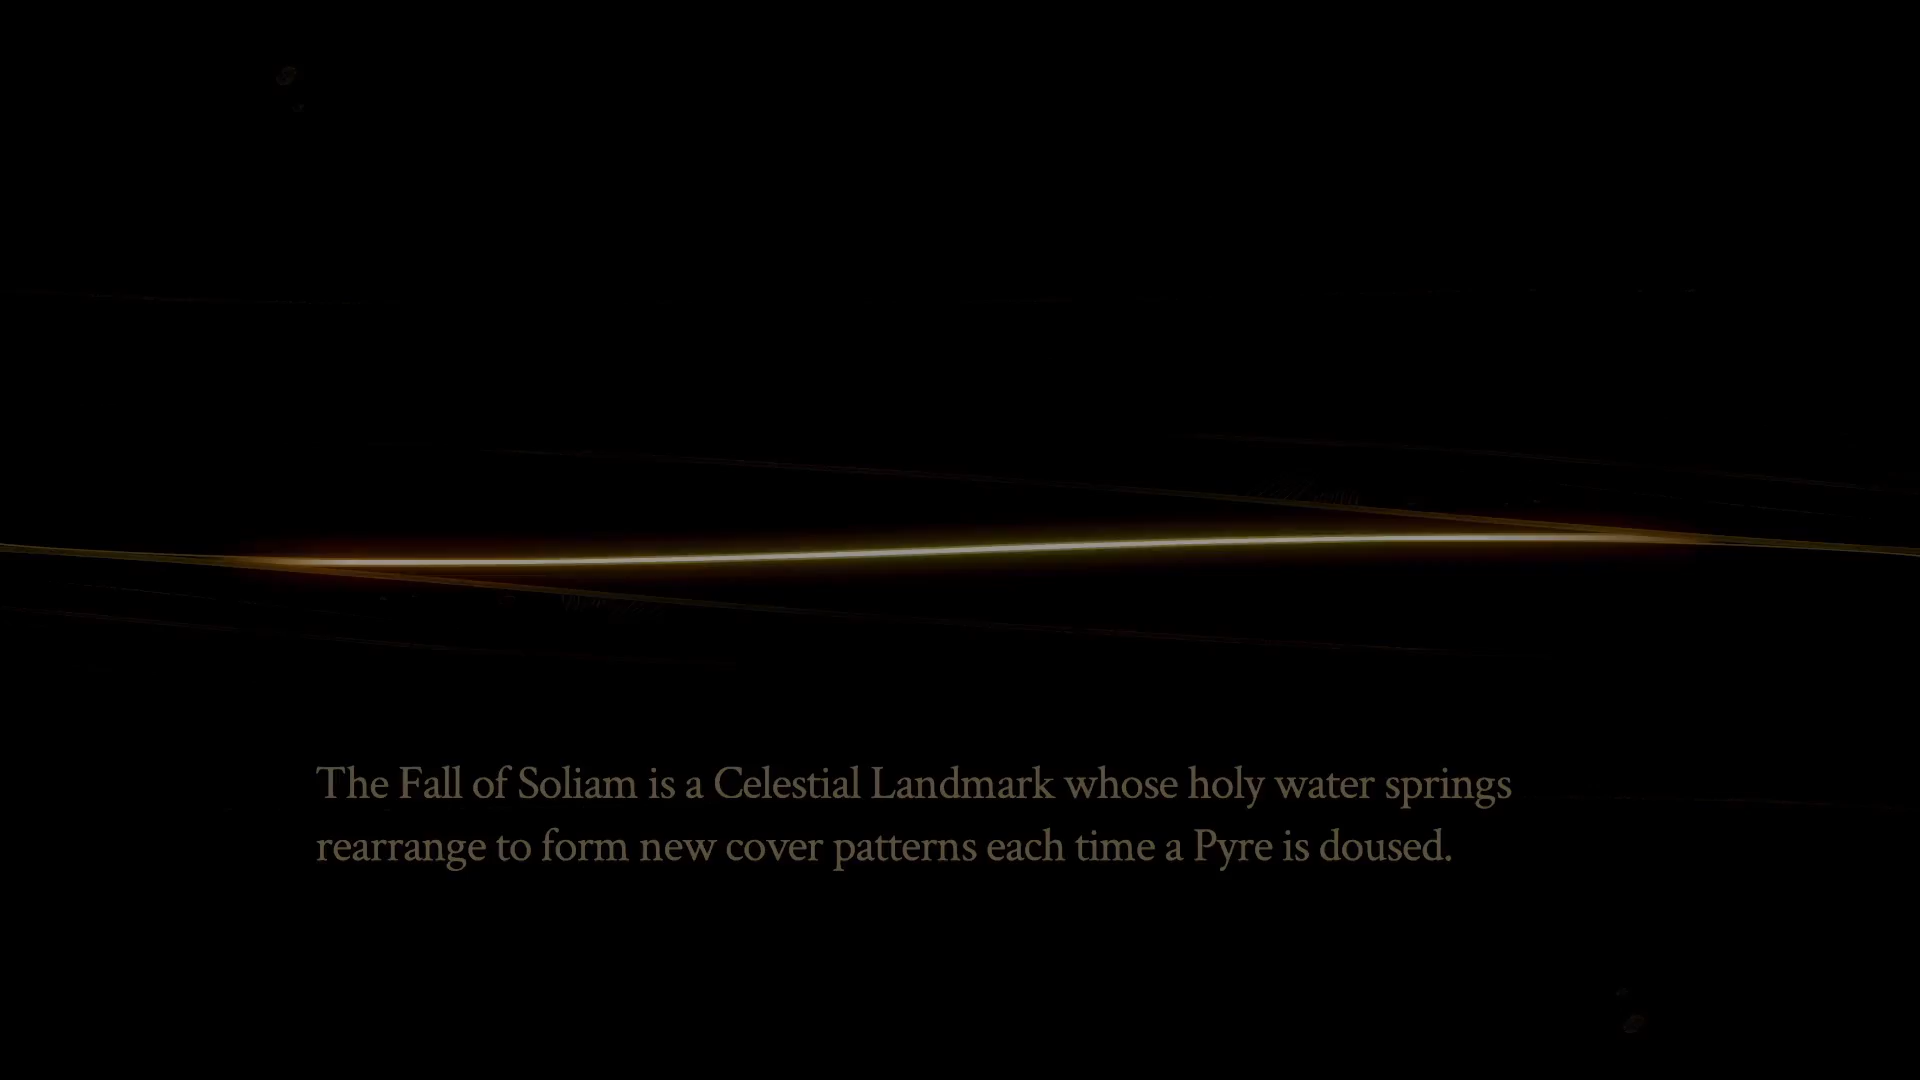 The Fall of Soliam is a Celestial Landmark whose holy water springs
rearrange to form new cover patterns each time a Pyre is doused.